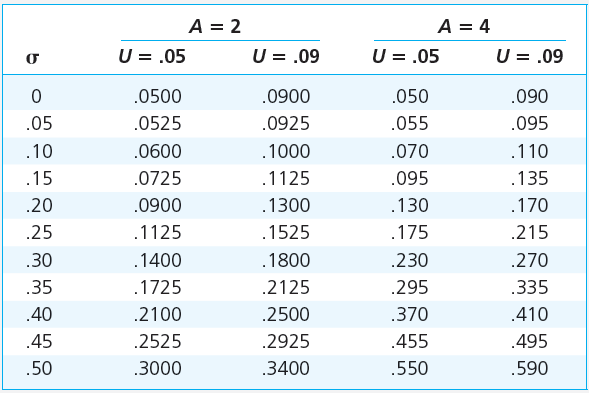 A = 2 A = 4
σ U = .05 U = .09 U = .05 U = .09
0 .0500 .0900 .050 .090
.05 .0525 .0925 .055 .095
.10 .0600 .1000 .070 .110
.15 .0725 .1125 .095 .135
.20 .0900 .1300 .130 .170
.25 .1125 .1525 .175 .215
.30 .1400 .1800 .230 .270
.35 .1725 .2125 .295 .335
.40 .2100 .2500 .370 .410
.45 .2525 .2925 .455 .495
.50 .3000 .3400 .550 .590